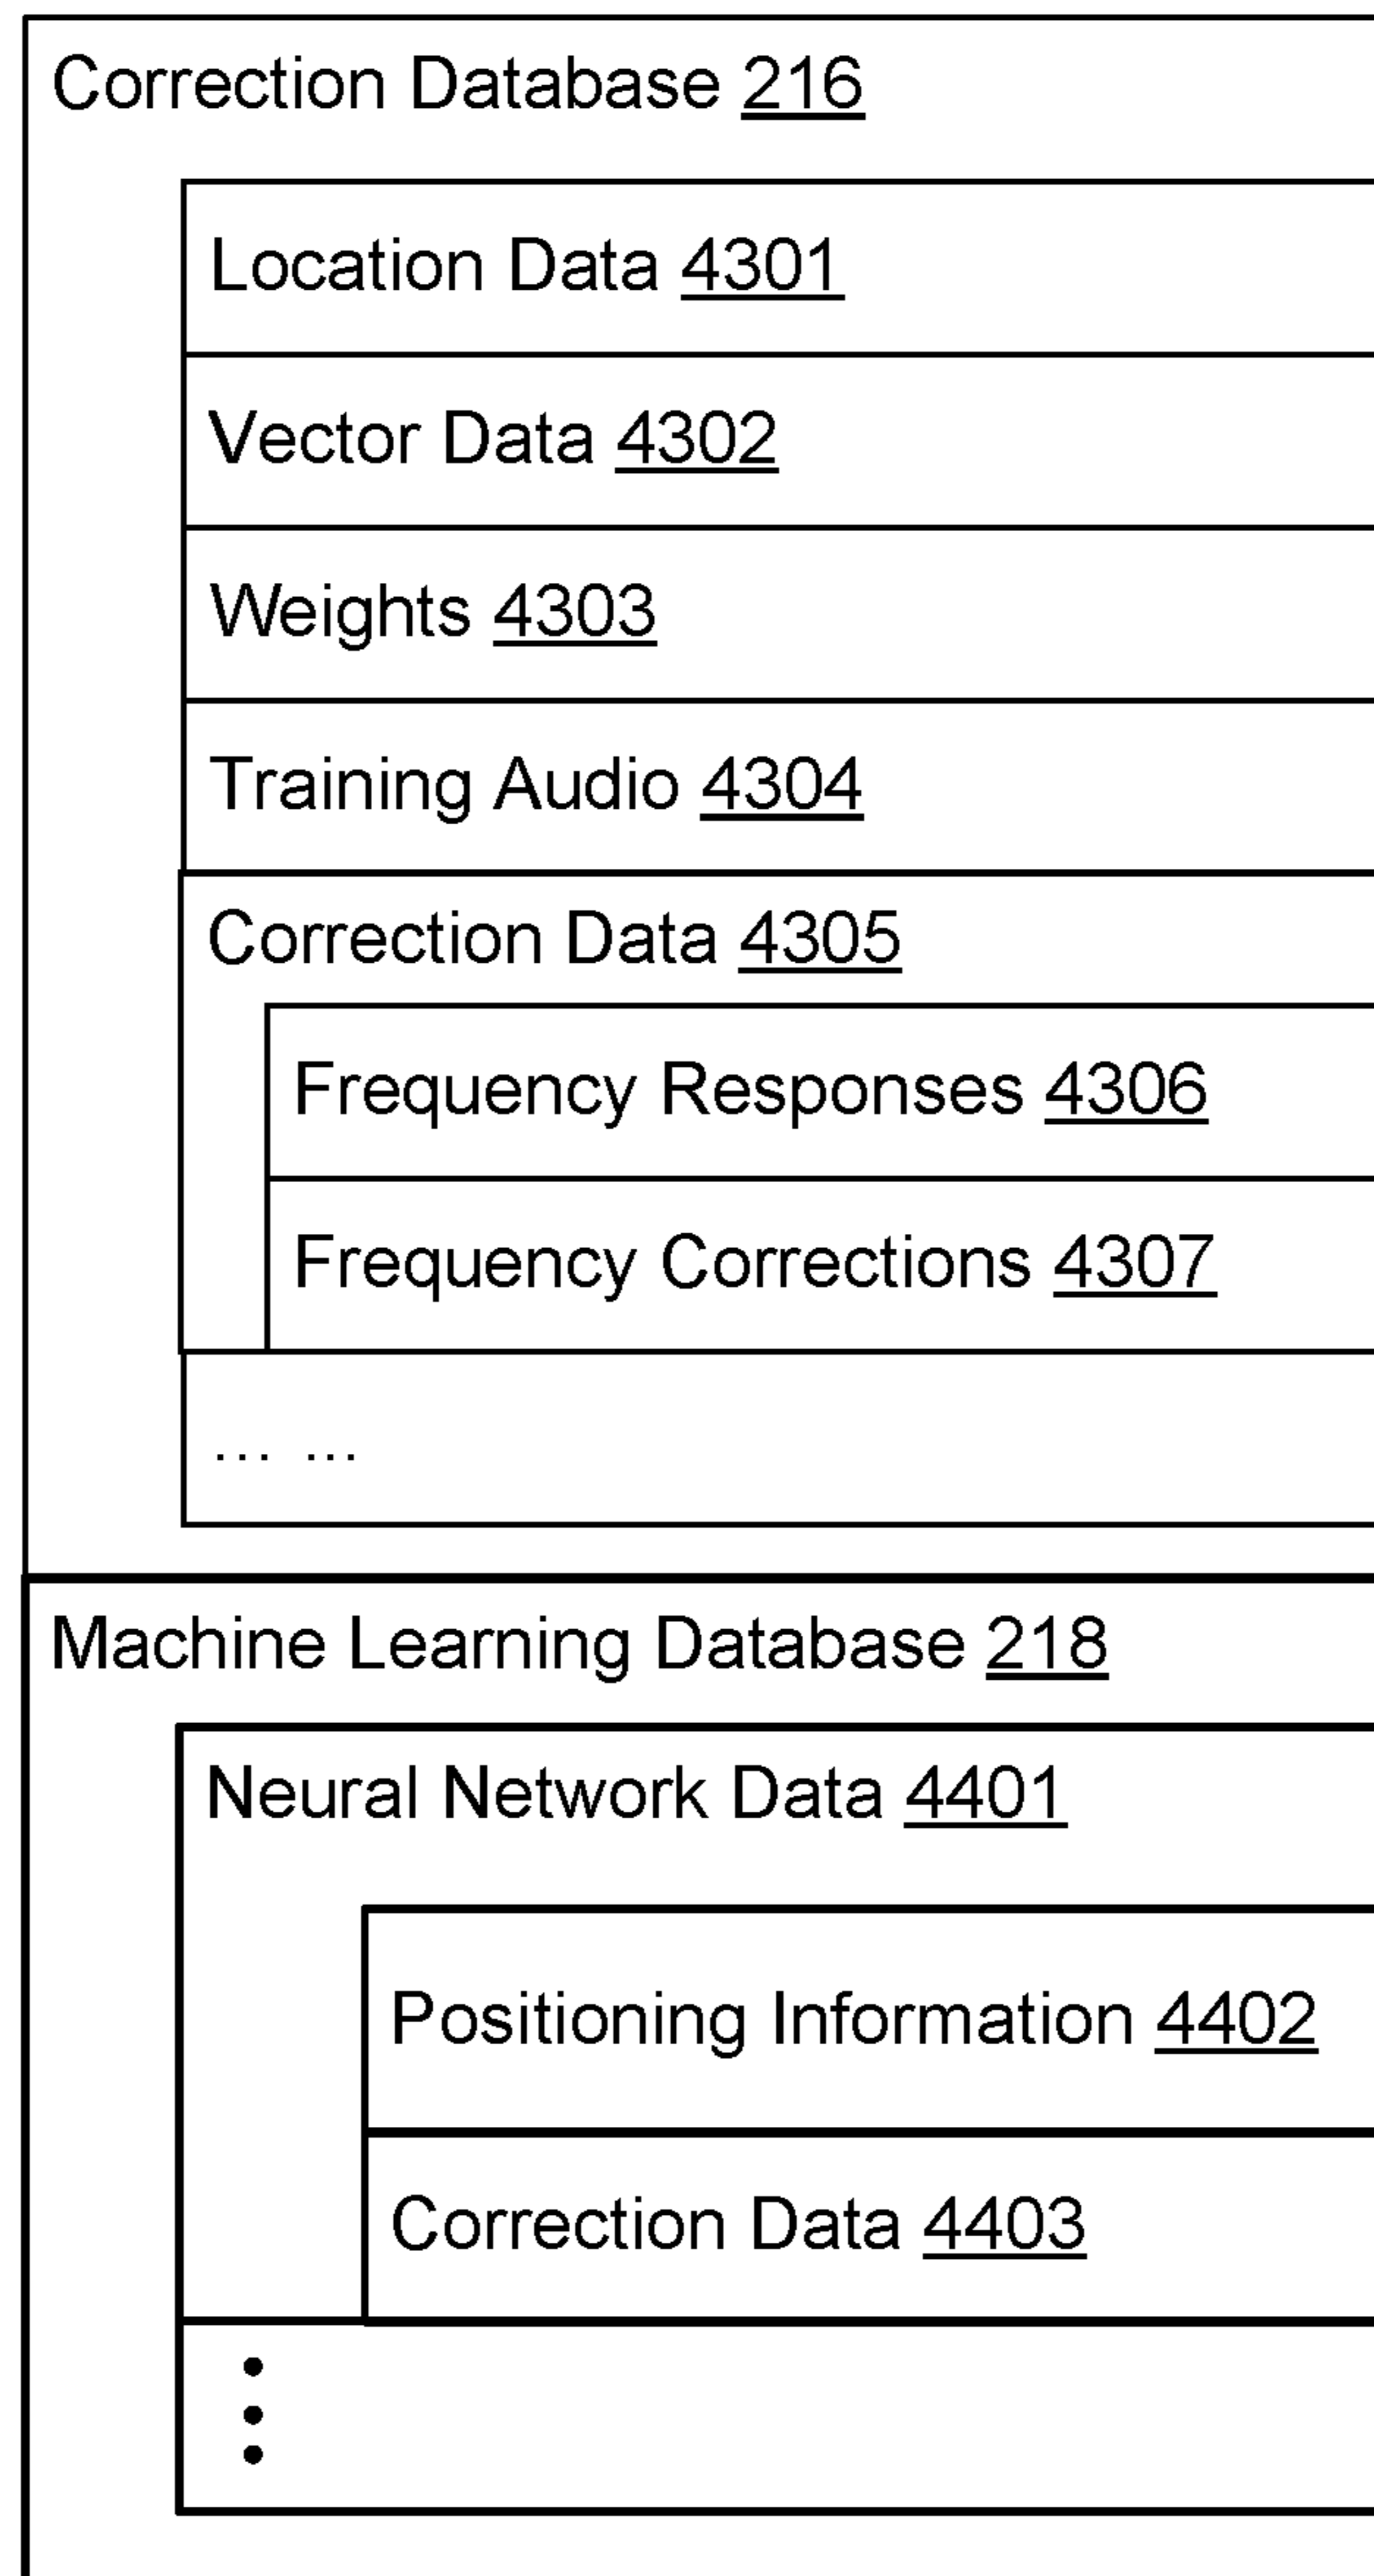 Correction Database 216
Location Data 4301
Vector Data 4302
Weights 4303
Training Audio 4304
Correction Data 4305
Frequency Responses 4306
Frequency Corrections 4307
... ...
Machine Learning Database 218
Neural Network Data 4401
Positioning Information 4402
Correction Data 4403